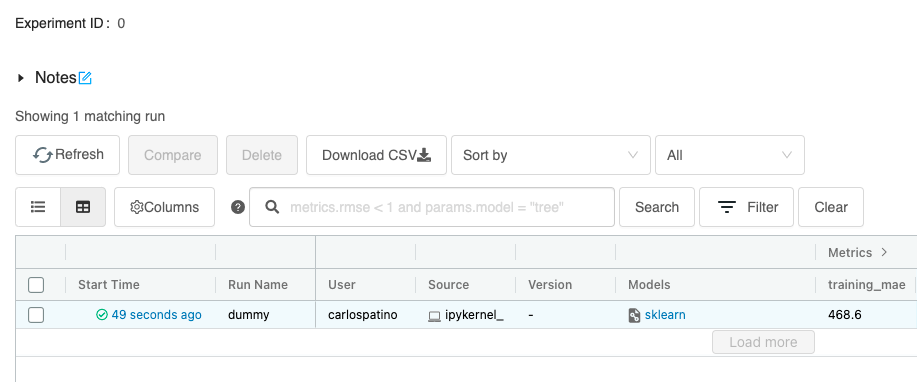 Experiment ID: 0
Notes
Showing 1 matching run
Refresh Compare Delete Download CSV Sort by All
Columns ? metrics.rmse < 1 and params.model = "tree" Search Filter Clear
Metrics >
Start Time Run Name User Source Version Models training_mae
49 seconds ago dummy carlospatino ipykernel_ - sklearn 468.6
Load more